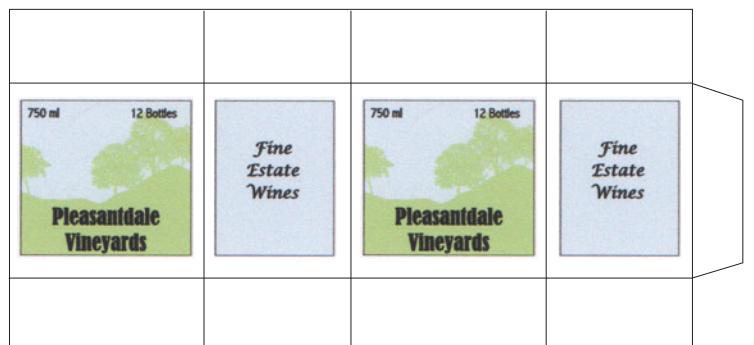 750 ml 12 Bottles
Pleasantdale
Vineyards
Fine
Estate
Wines
750 ml 12 Bottles
Pleasantdale
Vineyards
Fine
Estate
Wines